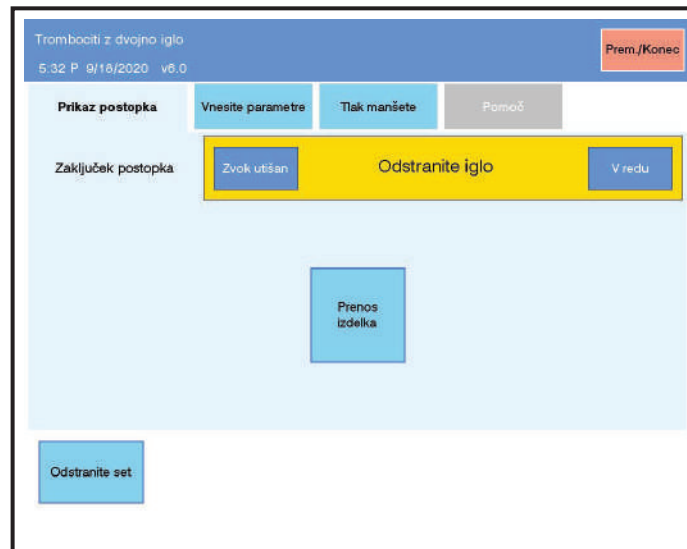 Trombociti z dvojno iglo
5:32 P 9/18/2020 v6.0
Prem./Konec
Prikaz postopka
Vnesite parametre
Tlak manšete
Pomoč
Zaključek postopka
Zvok utišan
Odstranite iglo
V redu
Prenos
izdelka
Odstranite set